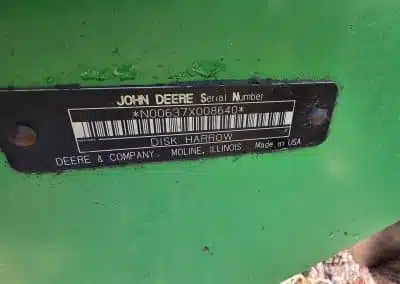 JOHN DEERE Serial Number
*N00637X008640*
DISK HARROW
DEERE & COMPANY MOLINE, ILLINOIS Made in USA